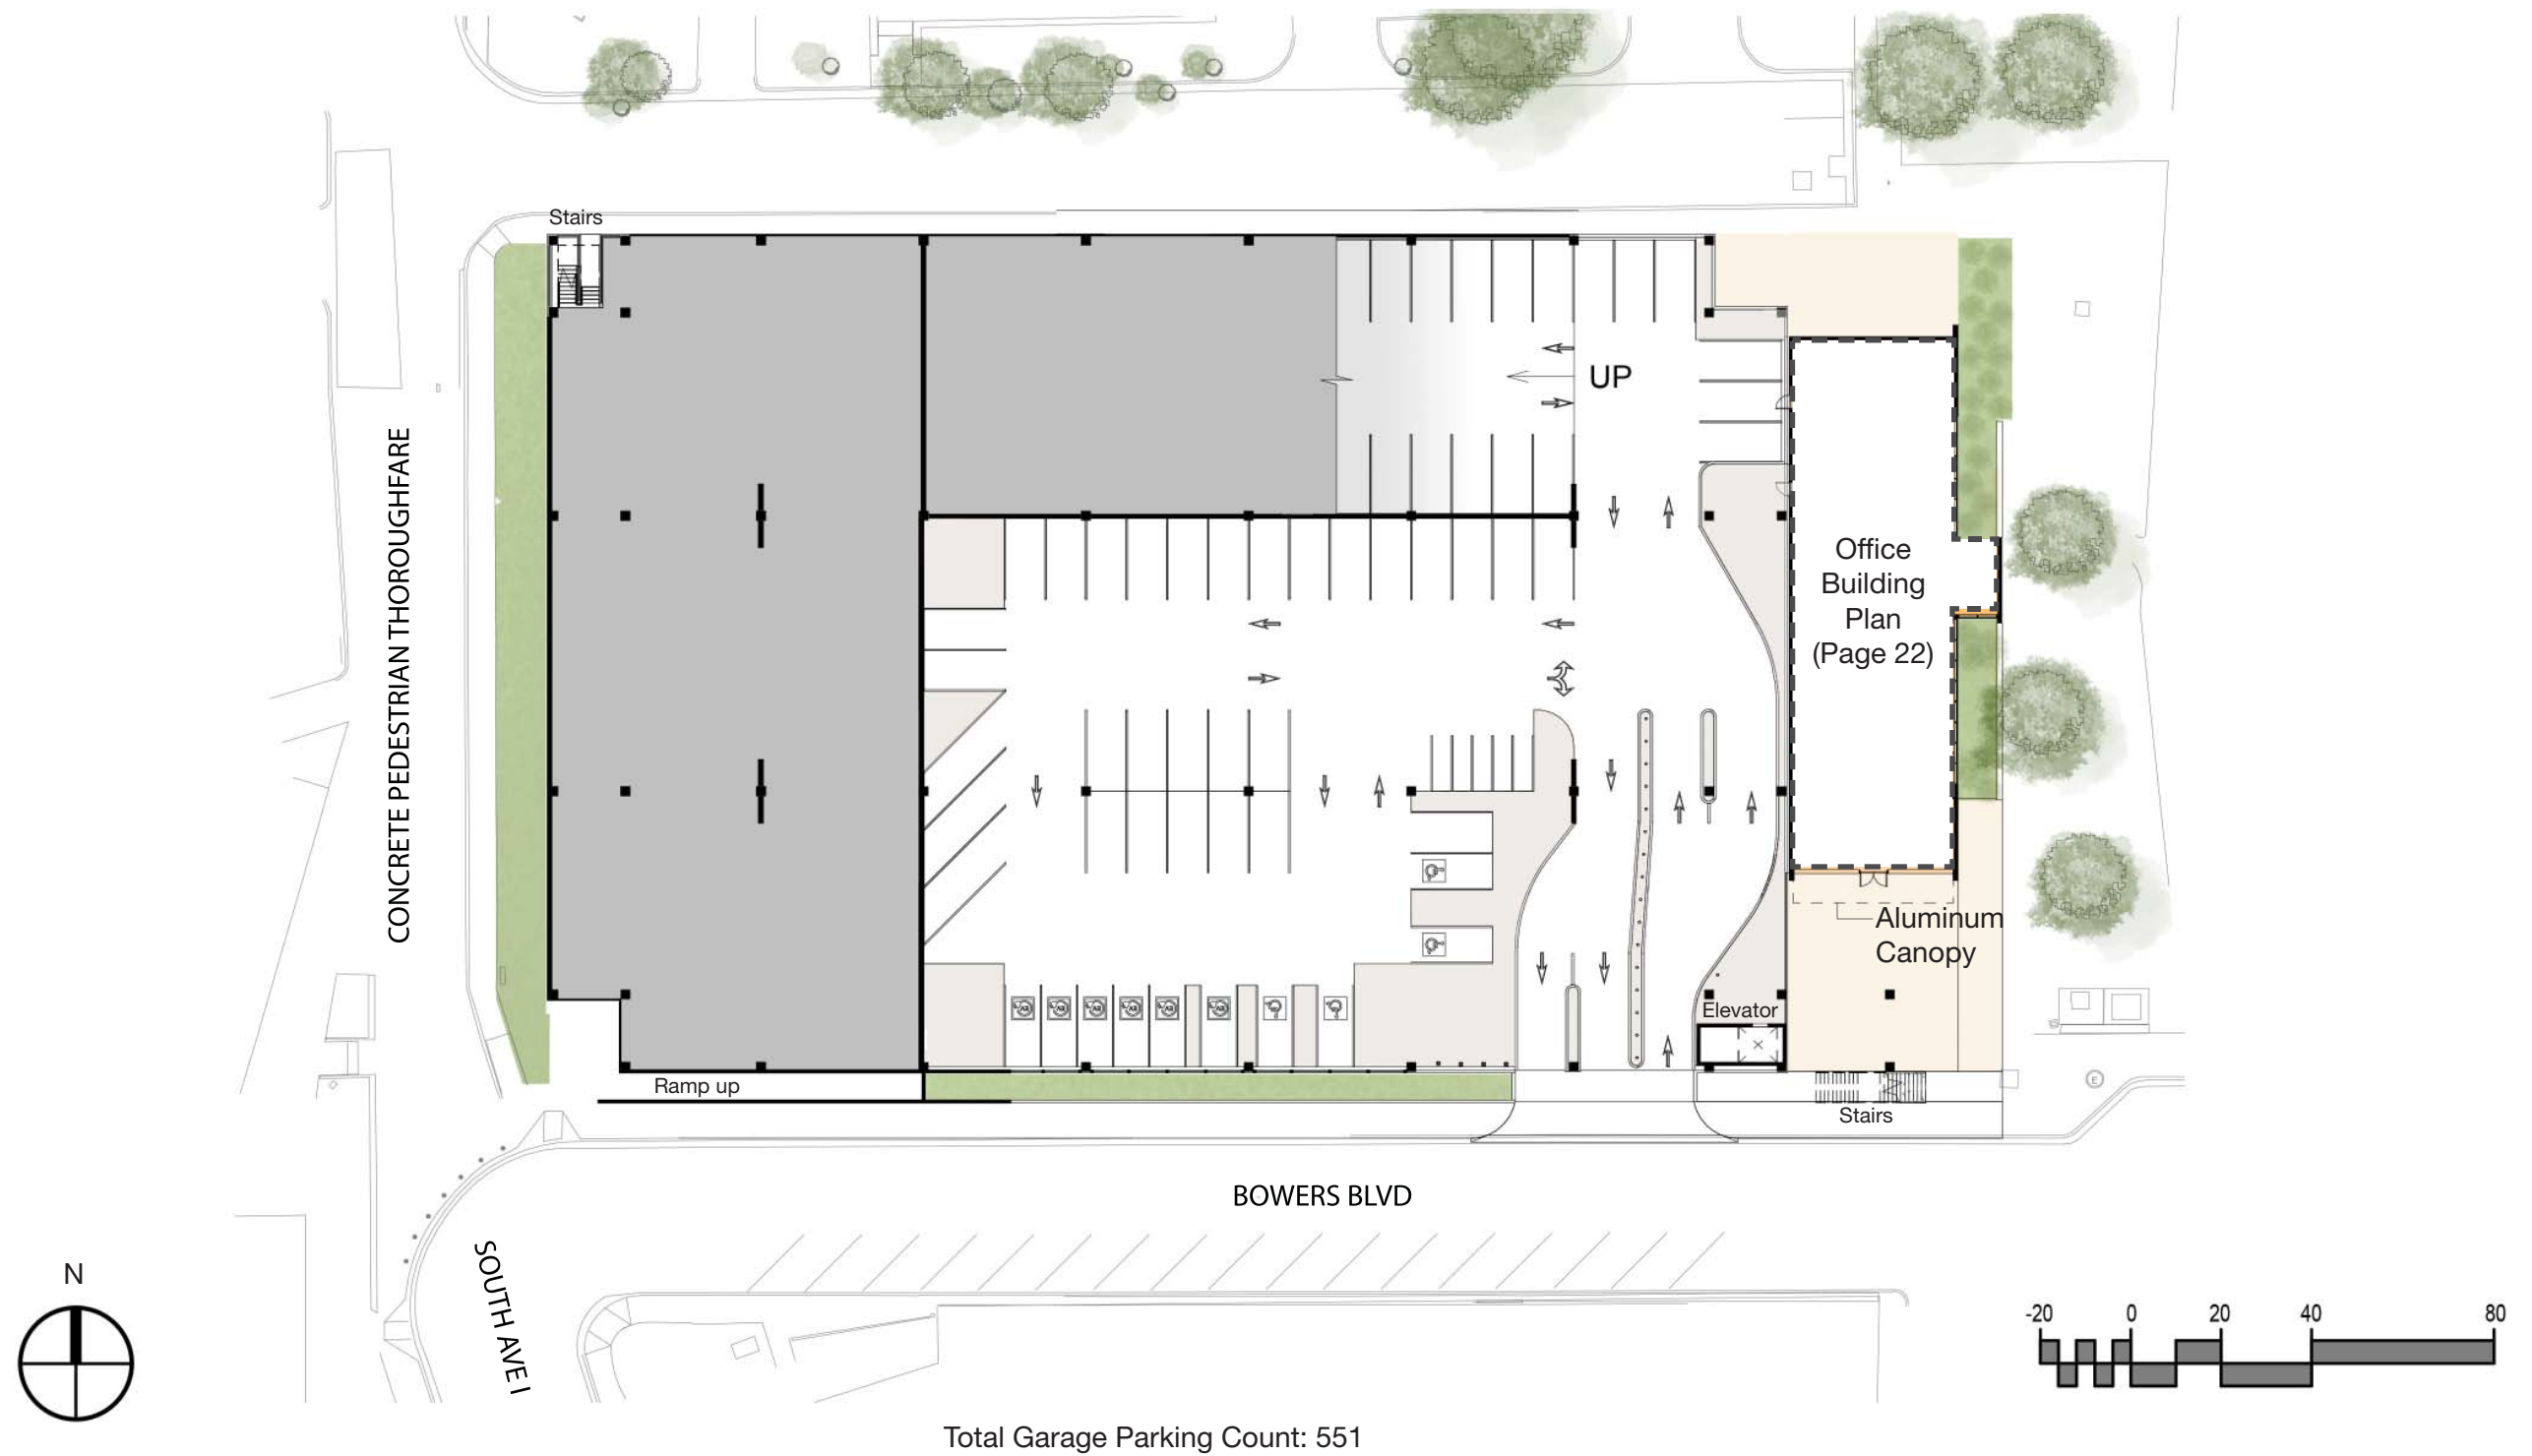 Stairs
UP
CONCRETE PEDESTRIAN THOROUGHFARE
Office
Building
Plan
(Page 22)
Aluminum
Canopy
Elevator
Ramp up
Stairs
E
BOWERS BLVD
SOUTH AVE I
N
-20 0 20 40 80
Total Garage Parking Count: 551